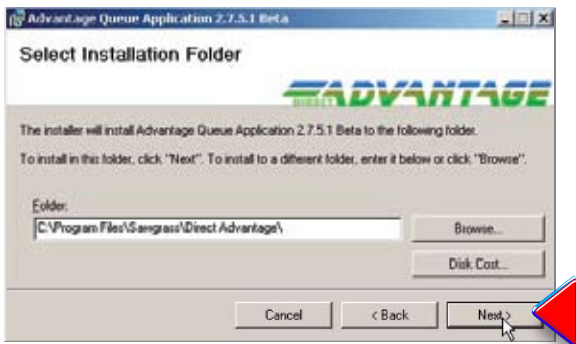 Advantage Queue Application 2.7.5.1 Beta
Select Installation Folder
DIRECT ADVANTAGE
The installer will install Advantage Queue Application 2.7.5.1 Beta to the following folder.
To install in this folder, click "Next". To install to a different folder, enter it below or click "Browse".
Folder:
C:\Program Files\Sawgrass\Direct Advantage\
Browse...
Disk Cost...
Cancel
< Back
Next >